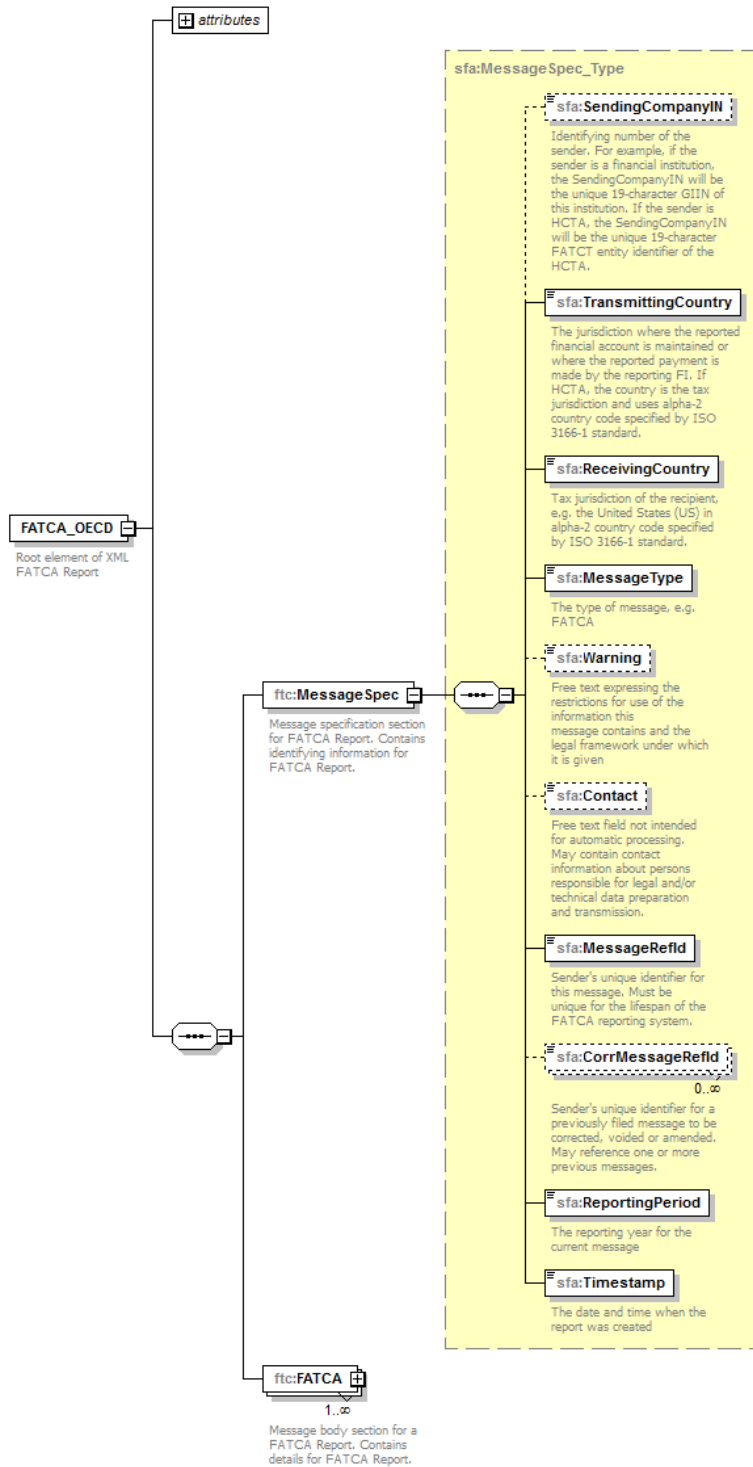 attributes
sfa:MessageSpec_Type
sfa:SendingCompanyIN
Identifying number of the
sender. For example, if the
sender is a financial institution,
the SendingCompanyIN will be
the unique 19-character GIIN of
this institution. If the sender is
HCTA, the SendingCompanyIN
will be the unique 19-character
FATCT entity identifier of the
HCTA.
sfa:TransmittingCountry
The jurisdiction where the reported
financial account is maintained or
where the reported payment is
made by the reporting FI. If
HCTA, the country is the tax
jurisdiction and uses alpha-2
country code specified by ISO
3166-1 standard.
sfa:ReceivingCountry
Tax jurisdiction of the recipient,
e.g. the United States (US) in
alpha-2 country code specified
by ISO 3166-1 standard.
FATCA_OECD
Root element of XML
FATCA Report
sfa:MessageType
The type of message, e.g.
FATCA
sfa:Warning
Free text expressing the
restrictions for use of the
information this
message contains and the
legal framework under which
it is given
ftc:MessageSpec
Message specification section
for FATCA Report. Contains
identifying information for
FATCA Report.
sfa:Contact
Free text field not intended
for automatic processing.
May contain contact
information about persons
responsible for legal and/or
technical data preparation
and transmission.
sfa:MessageRefId
Sender's unique identifier for
this message. Must be
unique for the lifespan of the
FATCA reporting system.
sfa:CorrMessageRefId
0..∞
Sender's unique identifier for a
previously filed message to be
corrected, voided or amended.
May reference one or more
previous messages.
sfa:ReportingPeriod
The reporting year for the
current message
sfa:Timestamp
The date and time when the
report was created
ftc:FATCA
1..∞
Message body section for a
FATCA Report. Contains
details for FATCA Report.